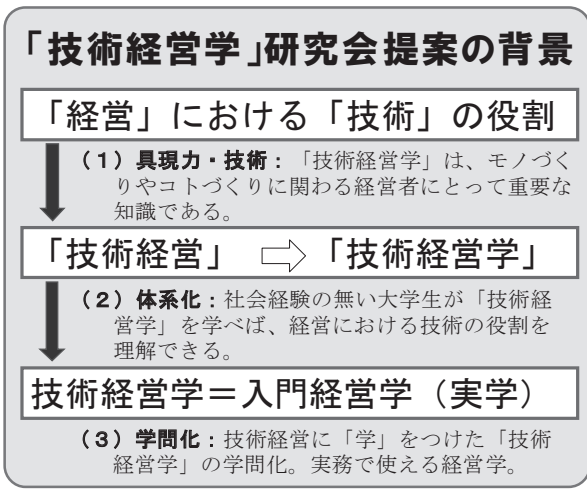 「技術経営学」研究会提案の背景
「経営」における「技術」の役割
（1）具現力・技術：「技術経営学」は、モノづく
りやコトづくりに関わる経営者にとって重要な
知識である。
「技術経営」 ⇨ 「技術経営学」
（2）体系化：社会経験の無い大学生が「技術経
営学」を学べば、経営における技術の役割を
理解できる。
技術経営学＝入門経営学（実学）
（3）学問化：技術経営に「学」をつけた「技術
経営学」の学問化。実務で使える経営学。